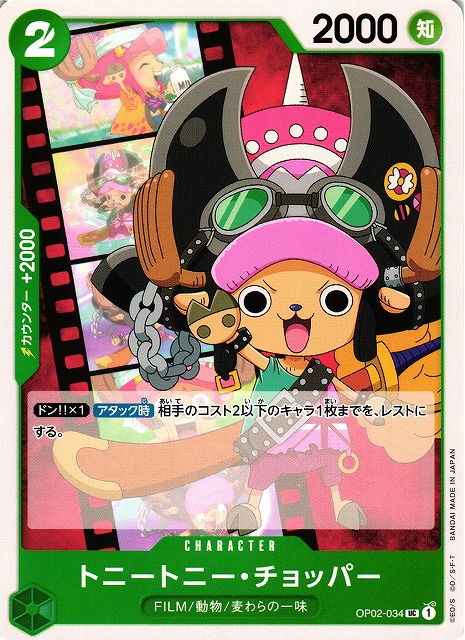 2
2000
知
カウンター +2000
ドン!!×1 アタック時 相手のコスト2以下のキャラ1枚までを、レストに
する。
CHARACTER
トニートニー・チョッパー
FILM/動物/麦わらの一味
OP02-034 UC 1
©E.O/S ©O/S・F・T BANDAI MADE IN JAPAN